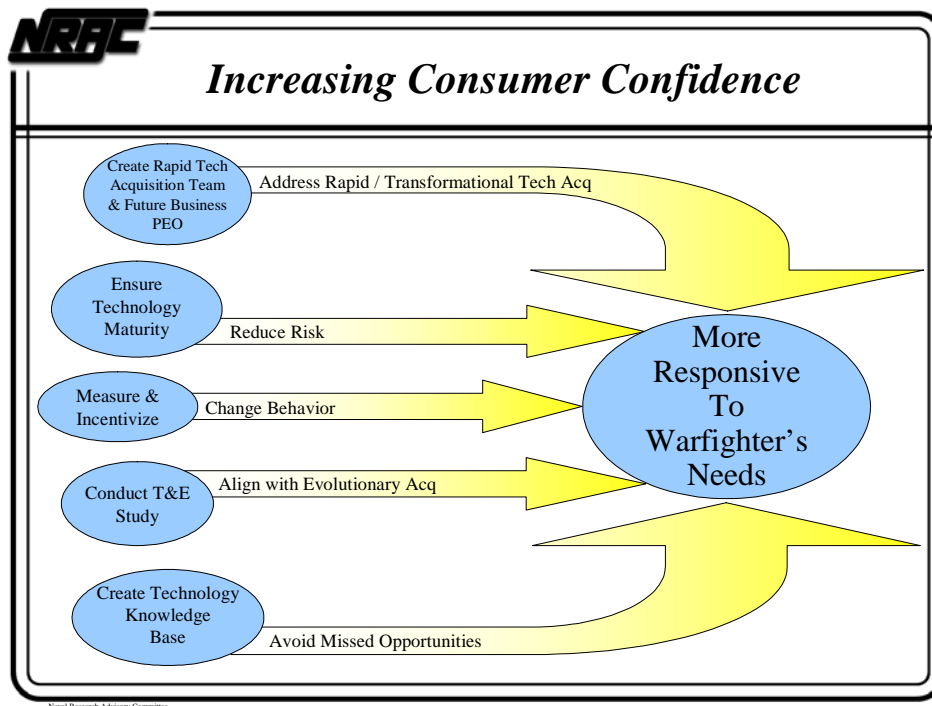 NRAC
Increasing Consumer Confidence
Create Rapid Tech
Acquisition Team
& Future Business
PEO
Address Rapid / Transformational Tech Acq
Ensure
Technology
Maturity
Reduce Risk
Measure &
Incentivize
Change Behavior
Conduct T&E
Study
Align with Evolutionary Acq
Create Technology
Knowledge
Base
Avoid Missed Opportunities
More
Responsive
To
Warfighter's
Needs
Naval Research Advisory Committee